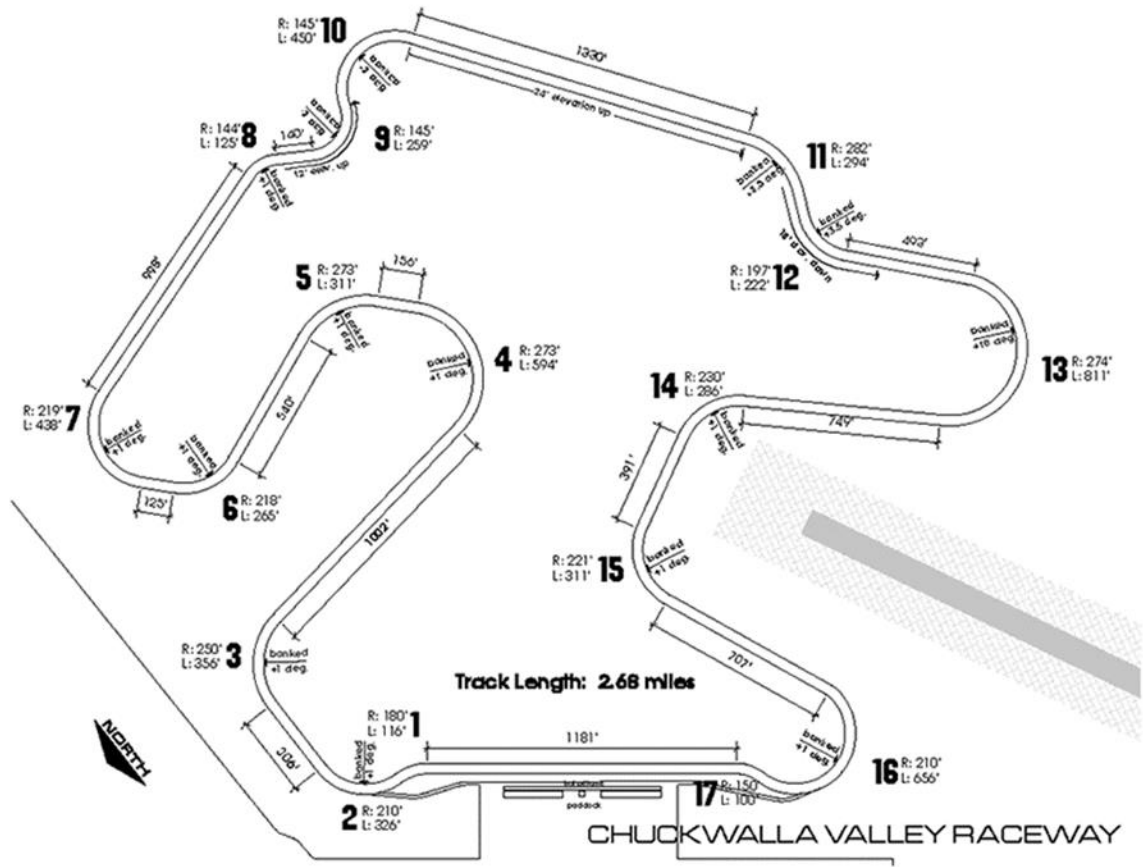 R: 145'
L: 450'
10
1330'
banked
24' elevation up
R: 144'
L: 125'
8
140'
banked
9
R: 145'
L: 259'
12' elev. up
banked
+1 deg.
11
R: 282'
L: 294'
banked
+3.5 deg.
banked
+3.5 deg.
493'
18' elev. down
R: 197'
L: 222'
12
998'
5
R: 273'
L: 311'
156'
banked
+1 deg.
4
R: 273'
L: 594'
banked
+1 deg.
banked
+10 deg.
13
R: 274'
L: 811'
14
R: 230'
L: 286'
banked
+1 deg.
749'
R: 219'
L: 438'
7
banked
+1 deg.
banked
+1 deg.
540'
391'
125'
6
R: 218'
L: 265'
1002'
R: 221'
L: 311'
15
banked
+1 deg.
R: 250'
L: 356'
3
banked
+1 deg.
707'
Track Length: 2.68 miles
NORTH
306'
R: 180'
L: 116'
1
banked
+1 deg.
1181'
banked
+1 deg.
16
R: 210'
L: 656'
2
R: 210'
L: 326'
paddock
17
R: 150'
L: 100'
CHUCKWALLA VALLEY RACEWAY